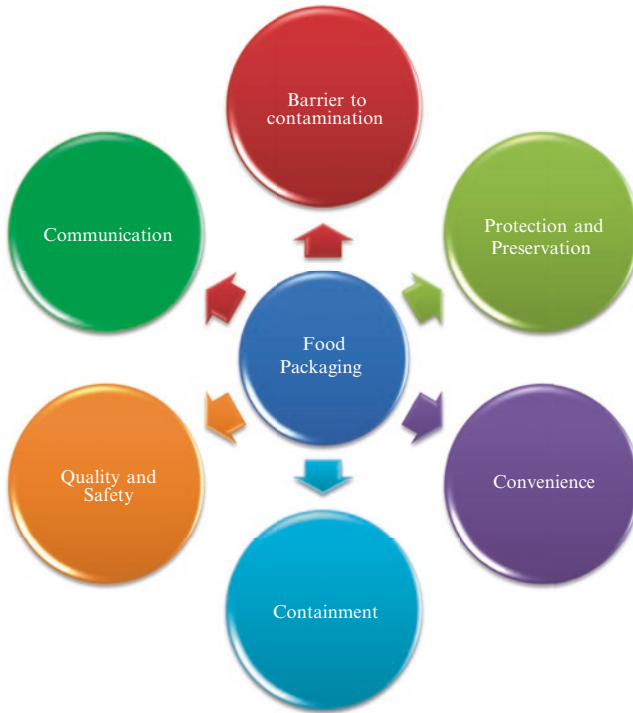 Barrier to
contamination
Communication
Protection and
Preservation
Food
Packaging
Quality and
Safety
Convenience
Containment